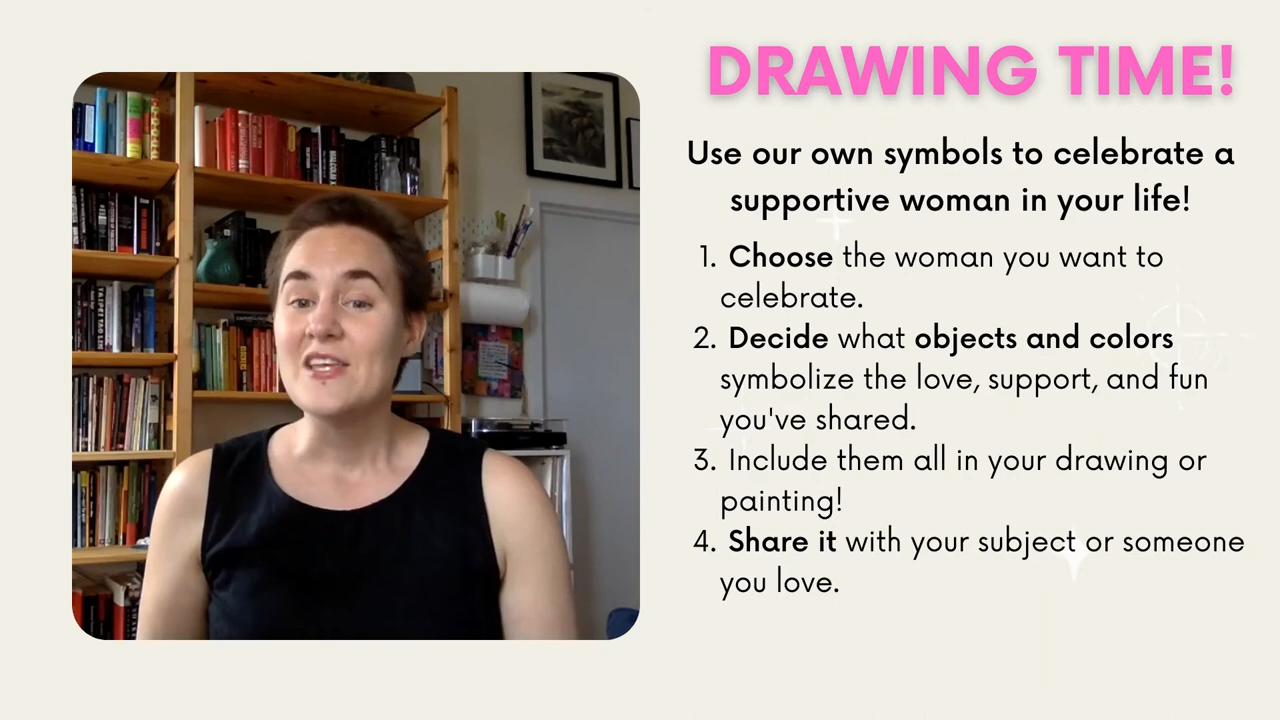 DRAWING TIME!
Use our own symbols to celebrate a
supportive woman in your life!
1. Choose the woman you want to
celebrate.
2. Decide what objects and colors
symbolize the love, support, and fun
you've shared.
3. Include them all in your drawing or
painting!
4. Share it with your subject or someone
you love.